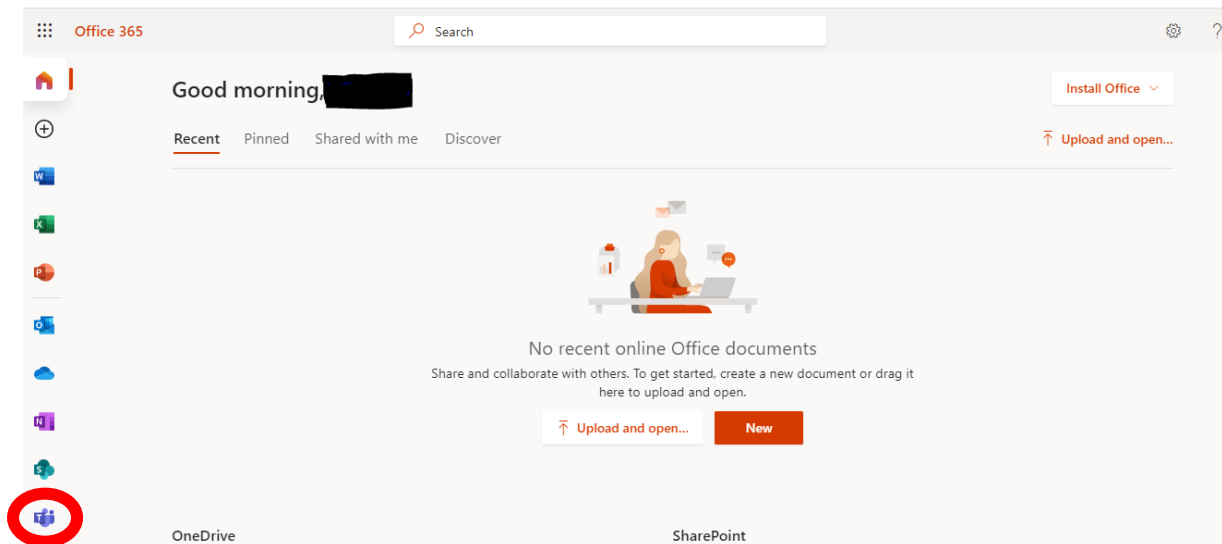 Office 365
Search
?
Good morning,
Install Office
Recent Pinned Shared with me Discover
Upload and open...
W
X
P
O
N
S
T
No recent online Office documents
Share and collaborate with others. To get started, create a new document or drag it
here to upload and open.
Upload and open... New
OneDrive SharePoint